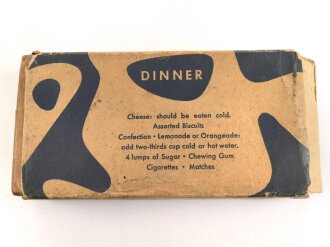 DINNER
Cheese: should be eaten cold.
Assorted Biscuits
Confection • Lemonade or Orangeade:
add two-thirds cup cold or hot water.
4 lumps of Sugar • Chewing Gum
Cigarettes • Matches